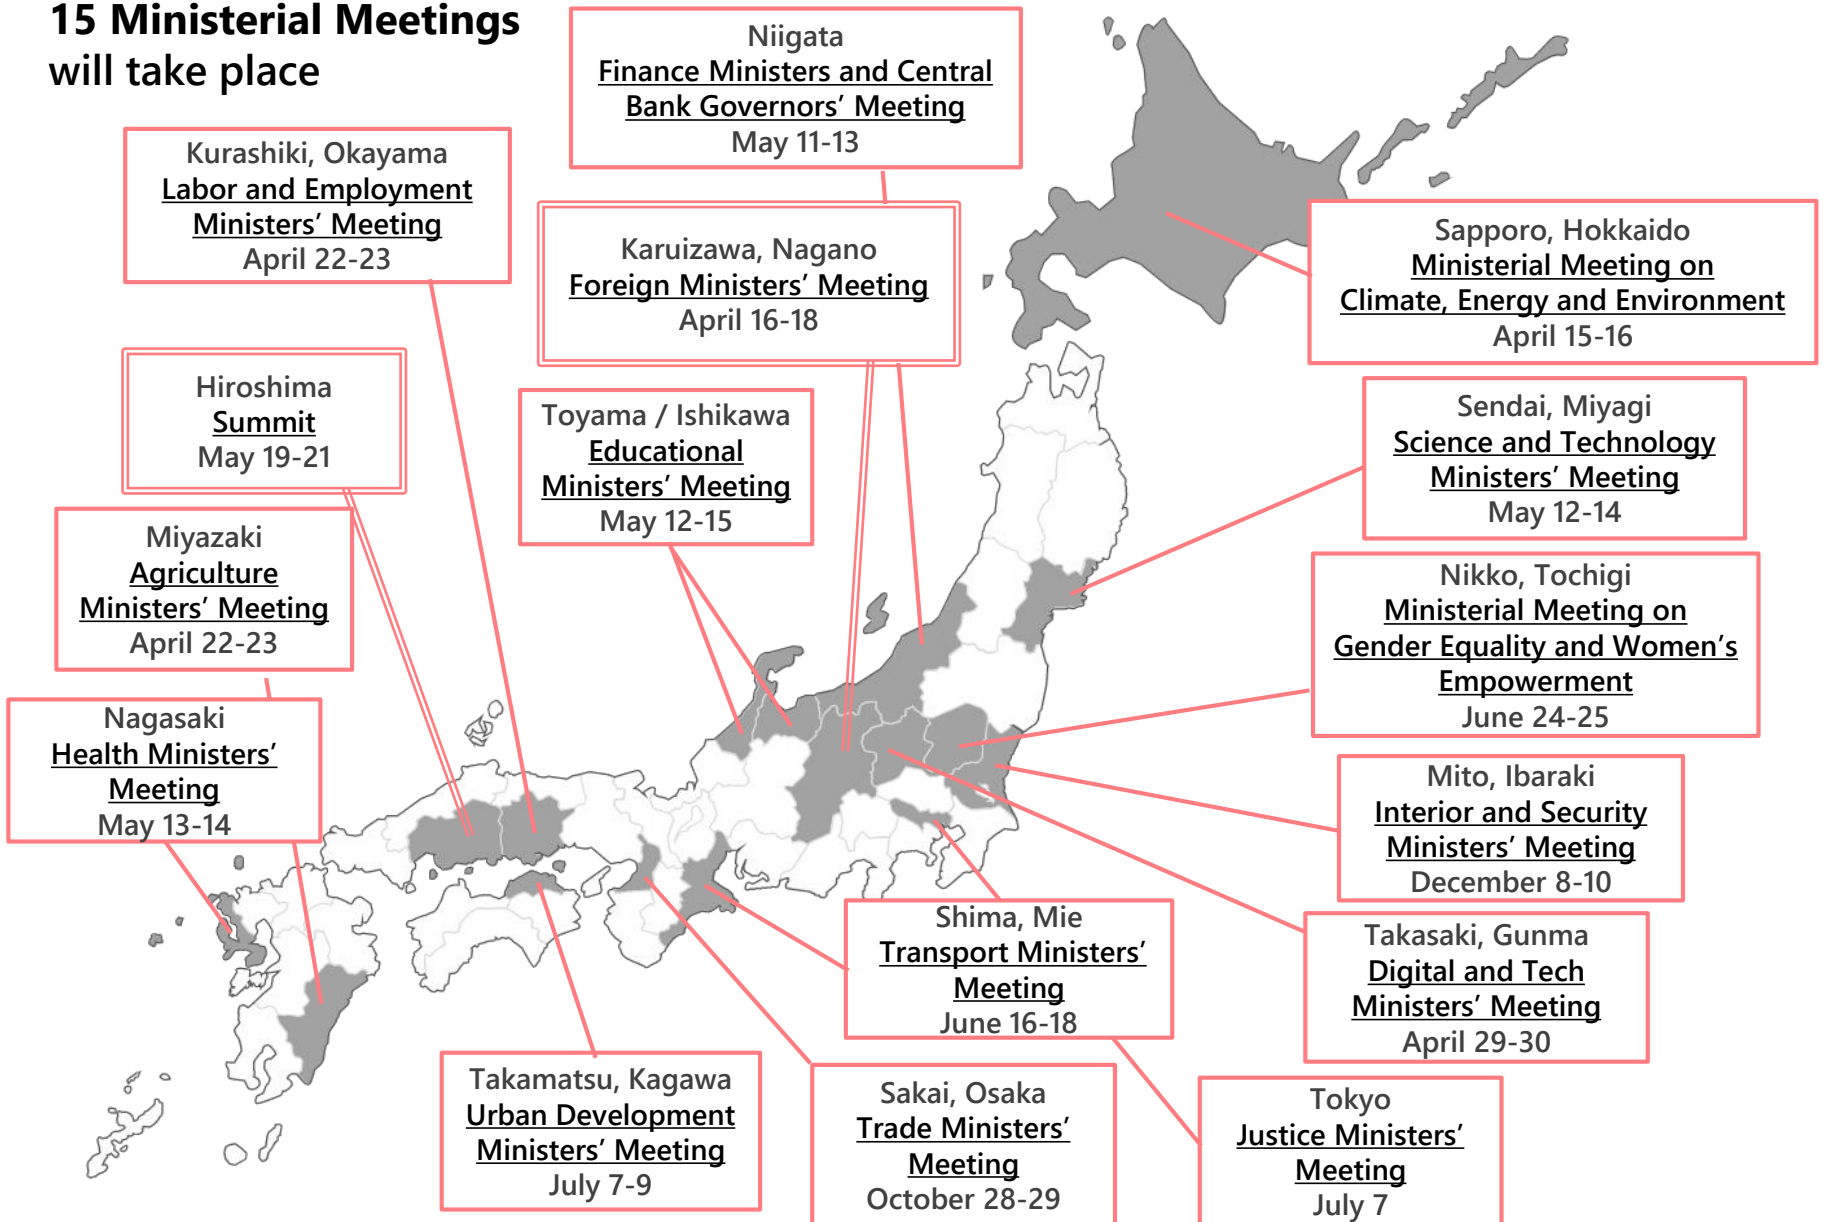 15 Ministerial Meetings
will take place
Niigata
Finance Ministers and Central
Bank Governors’ Meeting
May 11-13
Kurashiki, Okayama
Labor and Employment
Ministers’ Meeting
April 22-23
Karuizawa, Nagano
Foreign Ministers’ Meeting
April 16-18
Sapporo, Hokkaido
Ministerial Meeting on
Climate, Energy and Environment
April 15-16
Hiroshima
Summit
May 19-21
Toyama / Ishikawa
Educational
Ministers’ Meeting
May 12-15
Sendai, Miyagi
Science and Technology
Ministers’ Meeting
May 12-14
Miyazaki
Agriculture
Ministers’ Meeting
April 22-23
Nikko, Tochigi
Ministerial Meeting on
Gender Equality and Women’s
Empowerment
June 24-25
Nagasaki
Health Ministers’
Meeting
May 13-14
Mito, Ibaraki
Interior and Security
Ministers’ Meeting
December 8-10
Shima, Mie
Transport Ministers’
Meeting
June 16-18
Takasaki, Gunma
Digital and Tech
Ministers’ Meeting
April 29-30
Takamatsu, Kagawa
Urban Development
Ministers’ Meeting
July 7-9
Sakai, Osaka
Trade Ministers’
Meeting
October 28-29
Tokyo
Justice Ministers’
Meeting
July 7